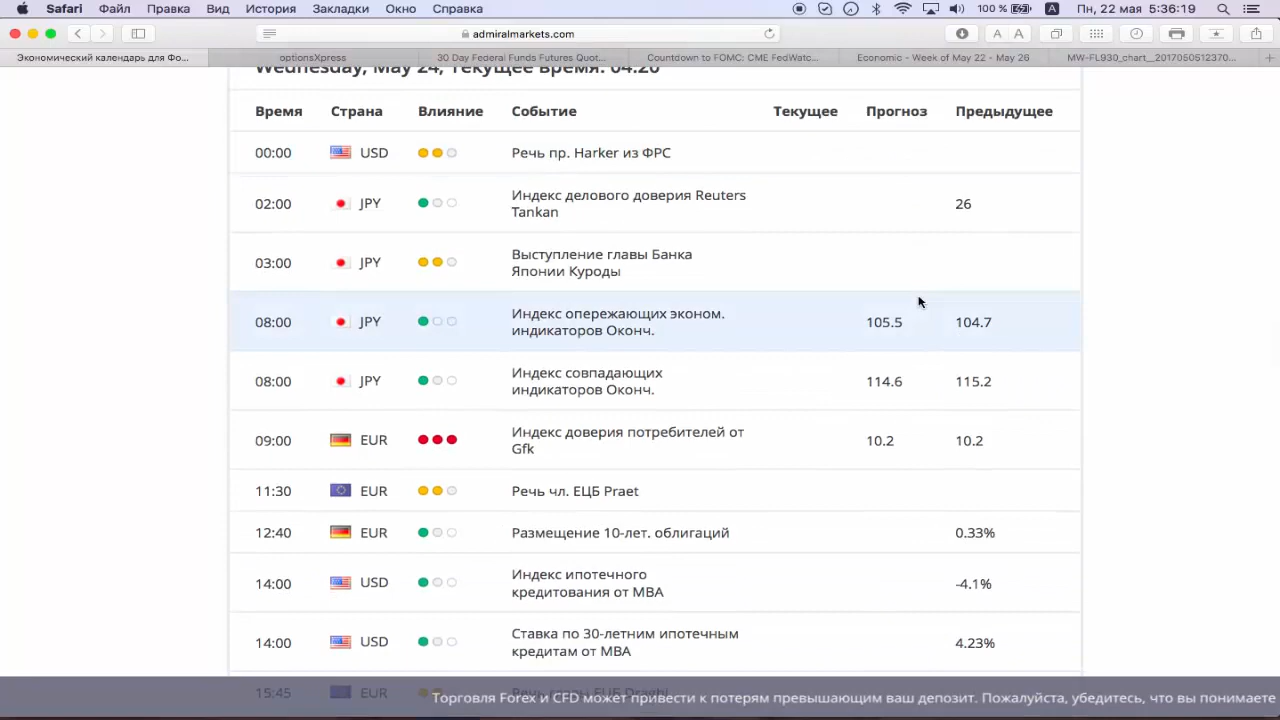 Safari Файл Правка Вид История Закладки Окно Справка 100 % A Пн, 22 мая 5:36:19
admiralmarkets.com A A
Экономический календарь для Фо... optionsXpress 30 Day Federal Funds Futures Quot... Countdown to FOMC: CME FedWatc... Economic - Week of May 22 - May 26 MW-FL930_chart__2017050512370...
Wednesday, May 24, Текущее время: 04:20
Время Страна Влияние Событие Текущее Прогноз Предыдущее
00:00 USD Речь пр. Harker из ФРС
02:00 JPY Индекс делового доверия Reuters
Tankan 26
03:00 JPY Выступление главы Банка
Японии Куроды
08:00 JPY Индекс опережающих эконом.
индикаторов Оконч. 105.5 104.7
08:00 JPY Индекс совпадающих
индикаторов Оконч. 114.6 115.2
09:00 EUR Индекс доверия потребителей от
Gfk 10.2 10.2
11:30 EUR Речь чл. ЕЦБ Praet
12:40 EUR Размещение 10-лет. облигаций 0.33%
14:00 USD Индекс ипотечного
кредитования от MBA -4.1%
14:00 USD Ставка по 30-летним ипотечным
кредитам от MBA 4.23%
15:45 EUR Речь главы ЕЦБ Draghi
Торговля Forex и CFD может привести к потерям превышающим ваш депозит. Пожалуйста, убедитесь, что вы понимаете